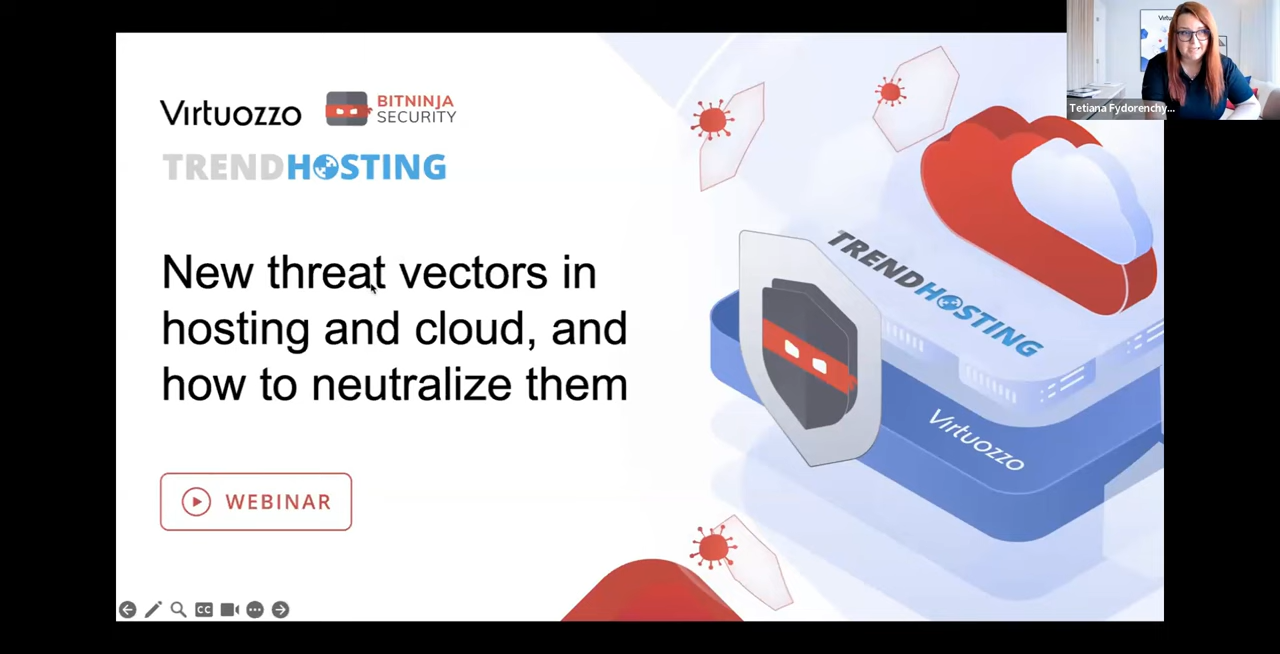 Virtuozzo
BITNINJA
SECURITY
TRENDHOSTING
New threat vectors in
hosting and cloud, and
how to neutralize them
WEBINAR
TRENDHOSTING
Virtuozzo
CC
Tetiana Fydorenchy...